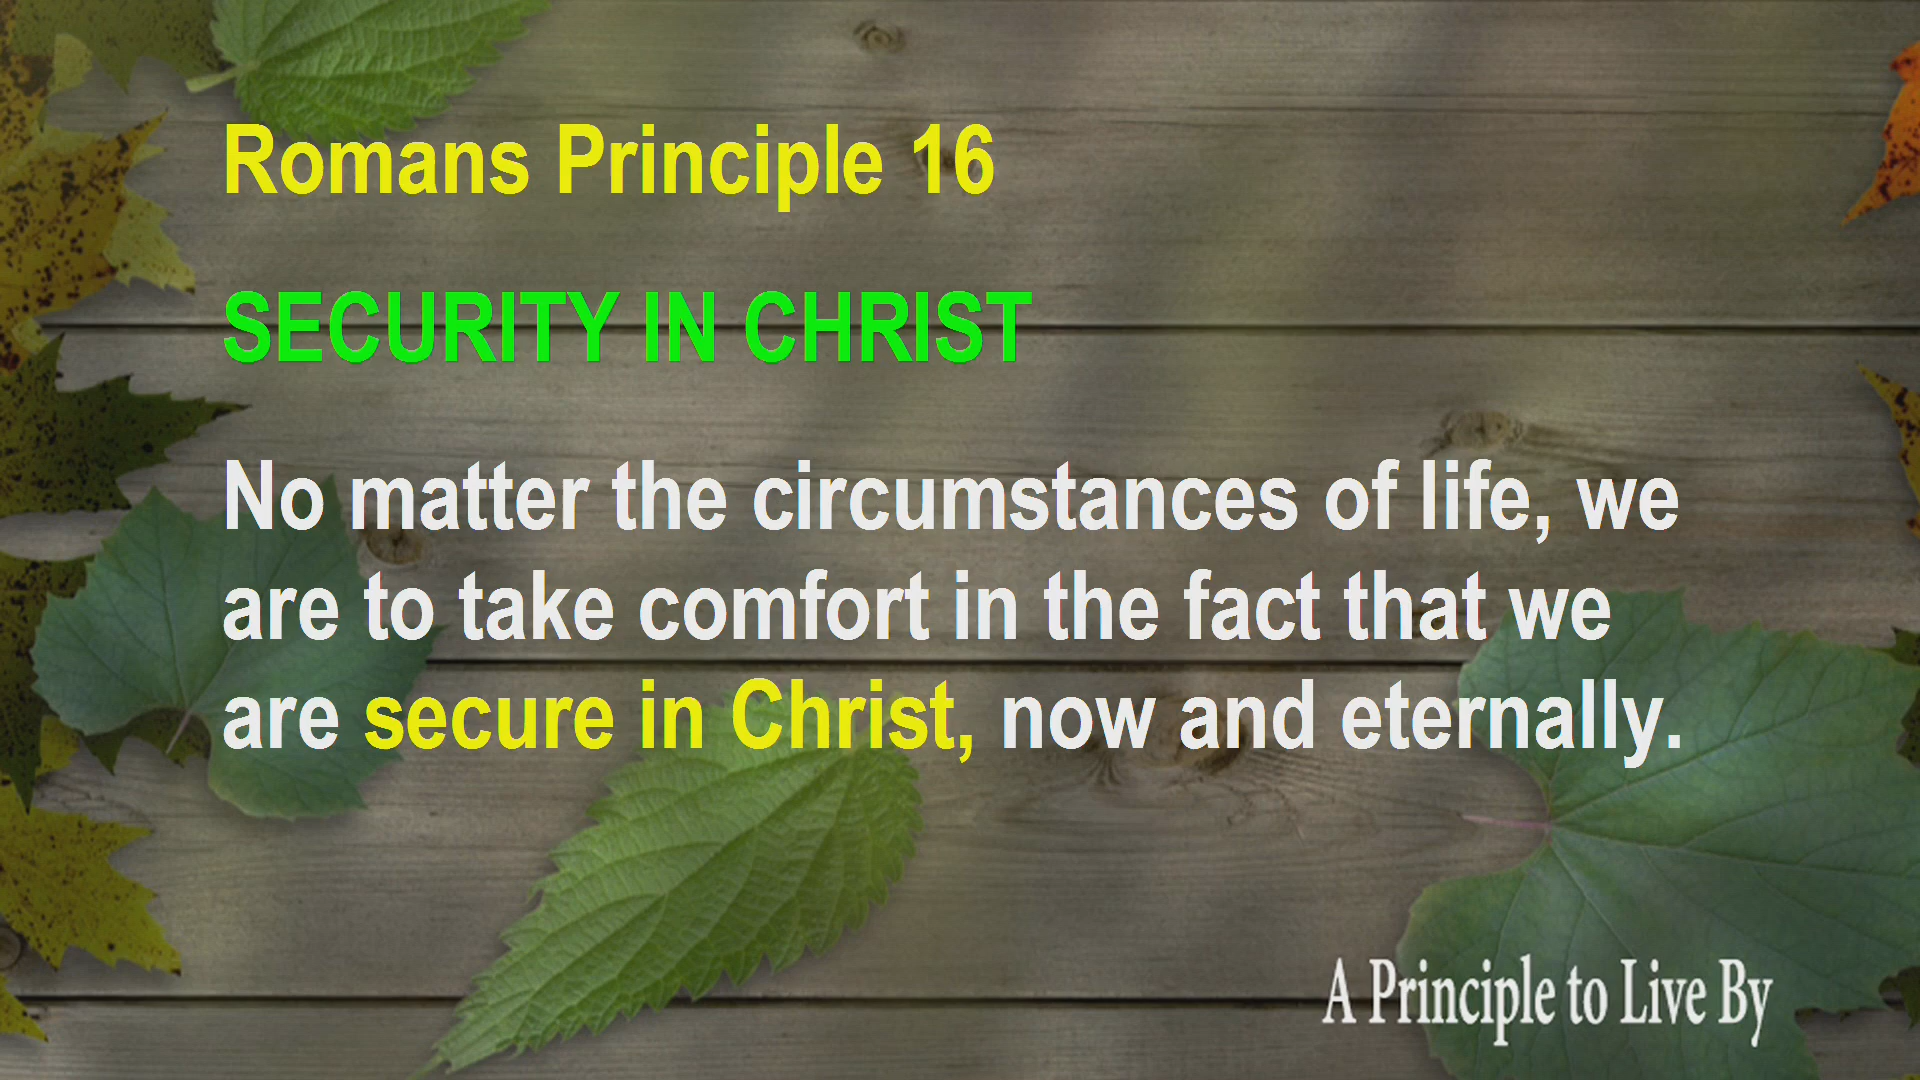 Romans Principle 16
SECURITY IN CHRIST
No matter the circumstances of life, we
are to take comfort in the fact that we
are secure in Christ, now and eternally.
A Principle to Live By